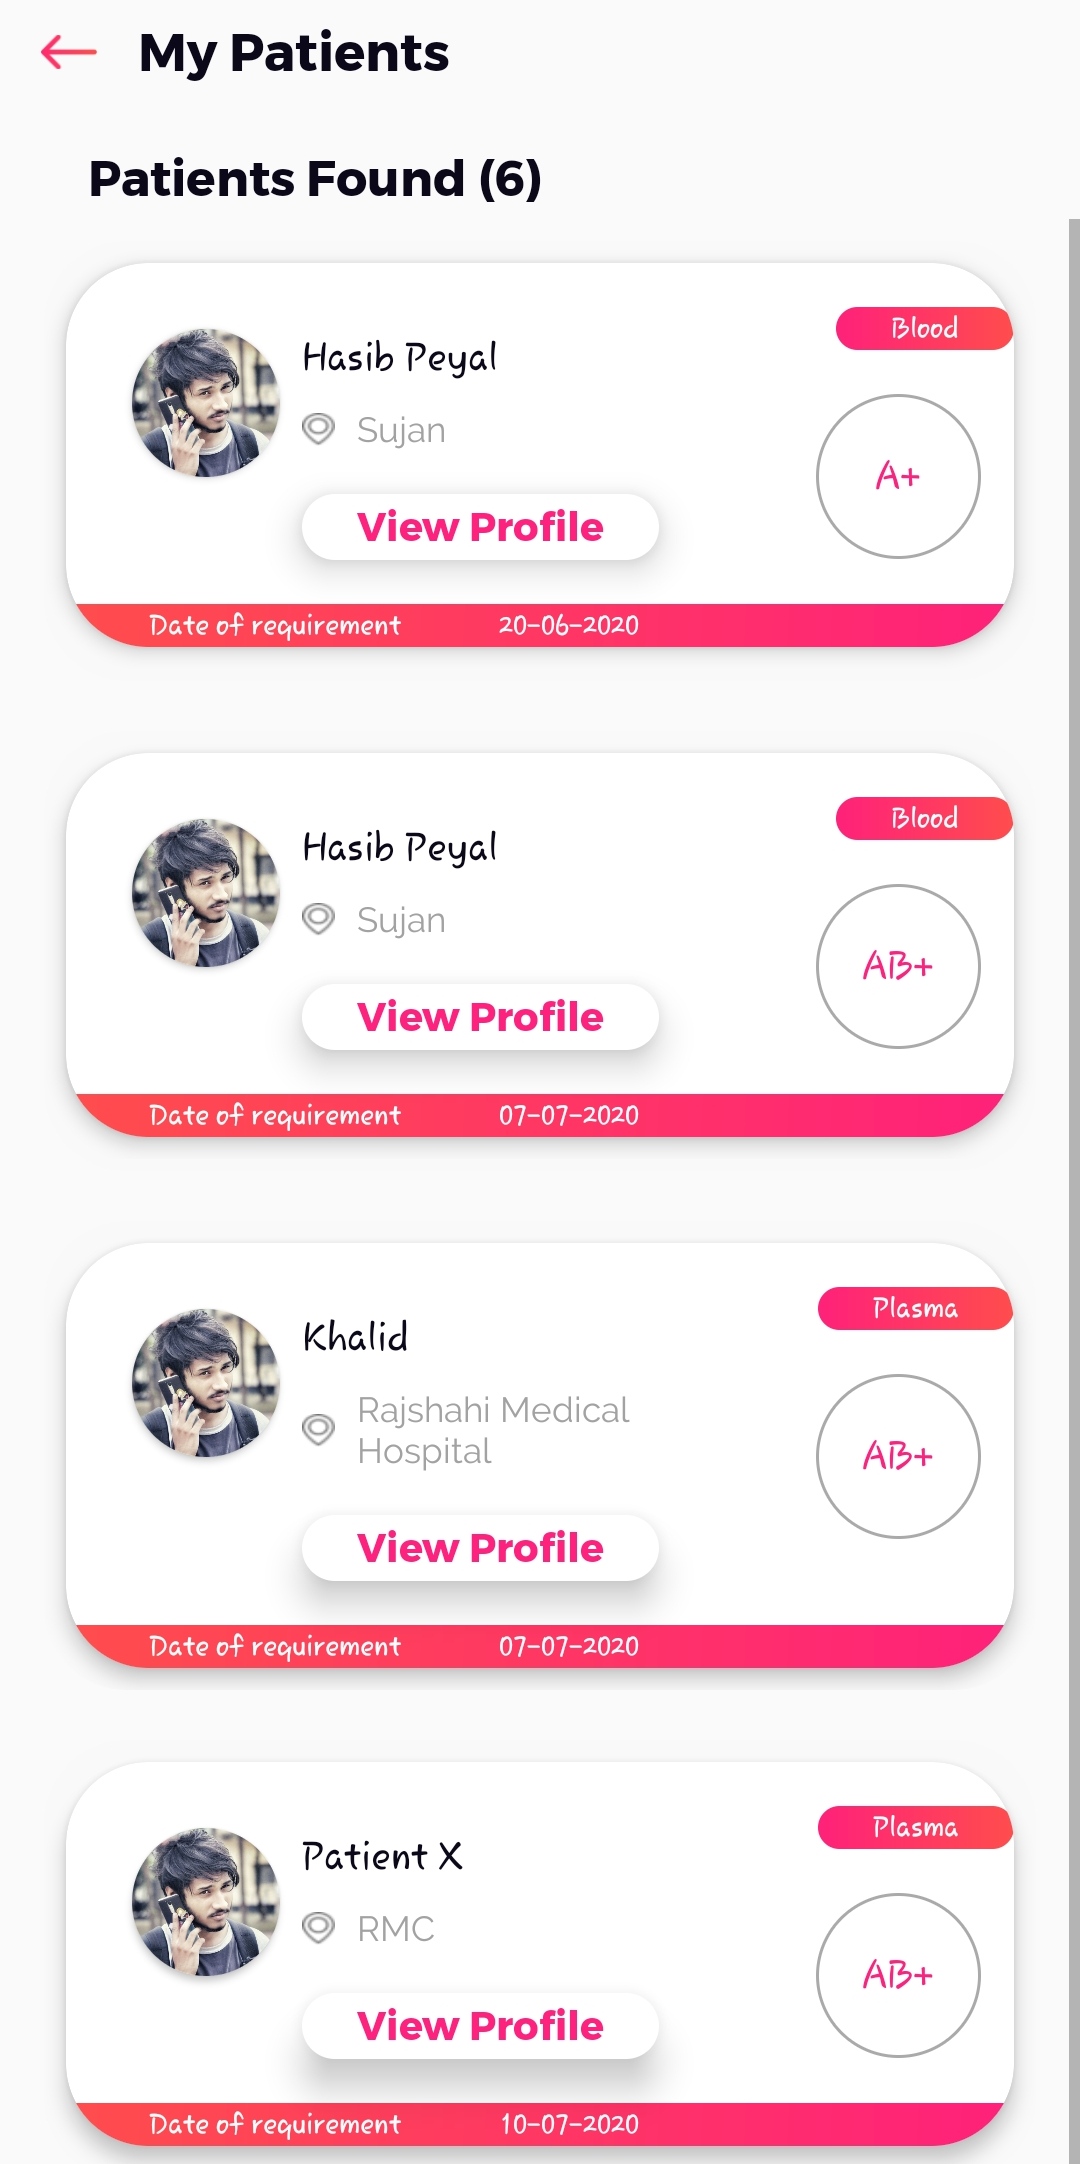 My Patients
Patients Found (6)
Blood
Hasib Peyal
Sujan
A+
View Profile
Date of requirement 20-06-2020
Blood
Hasib Peyal
Sujan
AB+
View Profile
Date of requirement 07-07-2020
Plasma
Khalid
Rajshahi Medical
Hospital
AB+
View Profile
Date of requirement 07-07-2020
Plasma
Patient X
RMC
AB+
View Profile
Date of requirement 10-07-2020